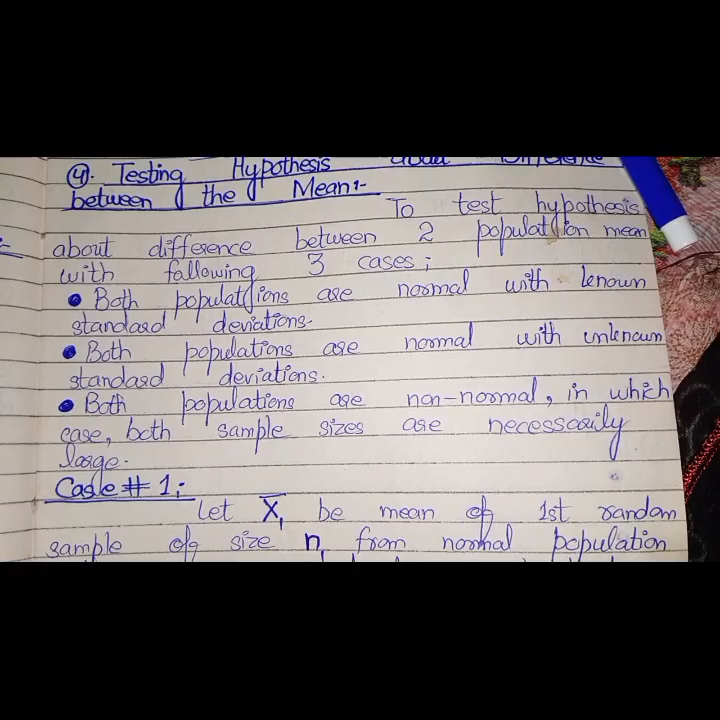 ④. Testing Hypothesis about Difference
between the Mean:-
To test hypothesis
about difference between 2 population mean
with following 3 cases;
• Both populations are normal with known
standard deviations.
• Both populations are normal with unknown
standard deviations.
• Both populations are non-normal, in which
case, both sample sizes are necessarily
large.
Case # 1;
Let X̄₁ be mean of 1st random
sample of size n₁ from normal population